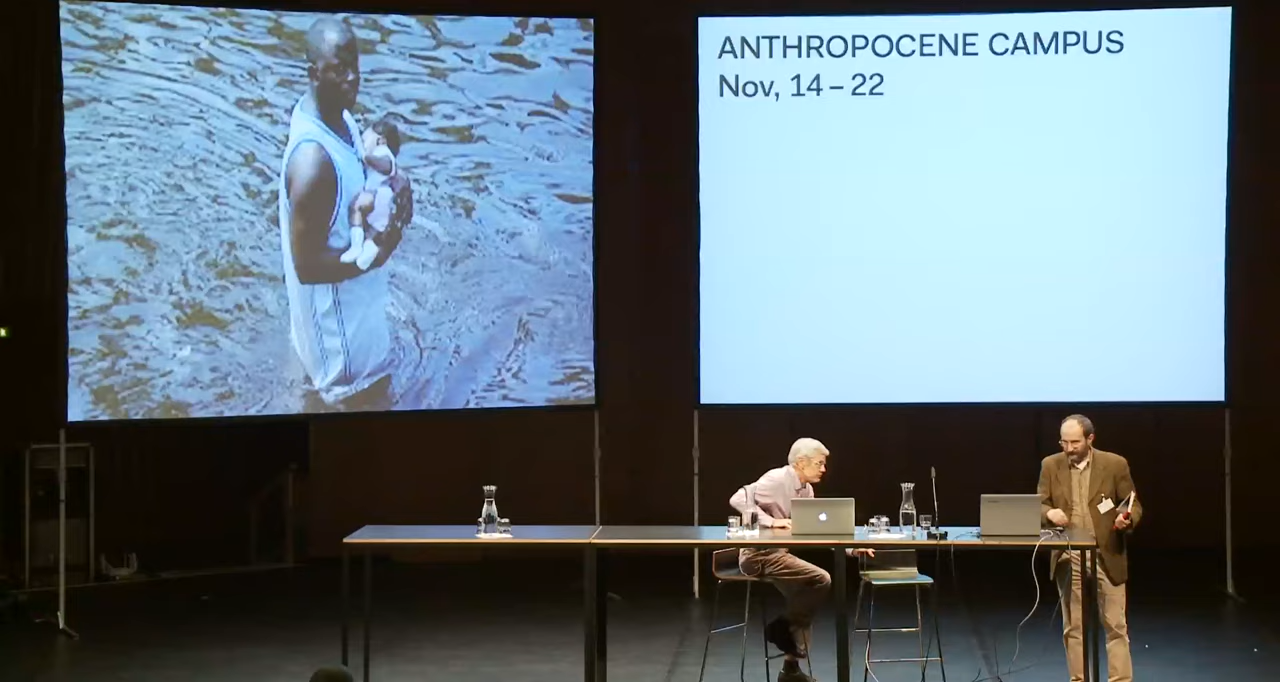 ANTHROPOCENE CAMPUS
Nov, 14 – 22